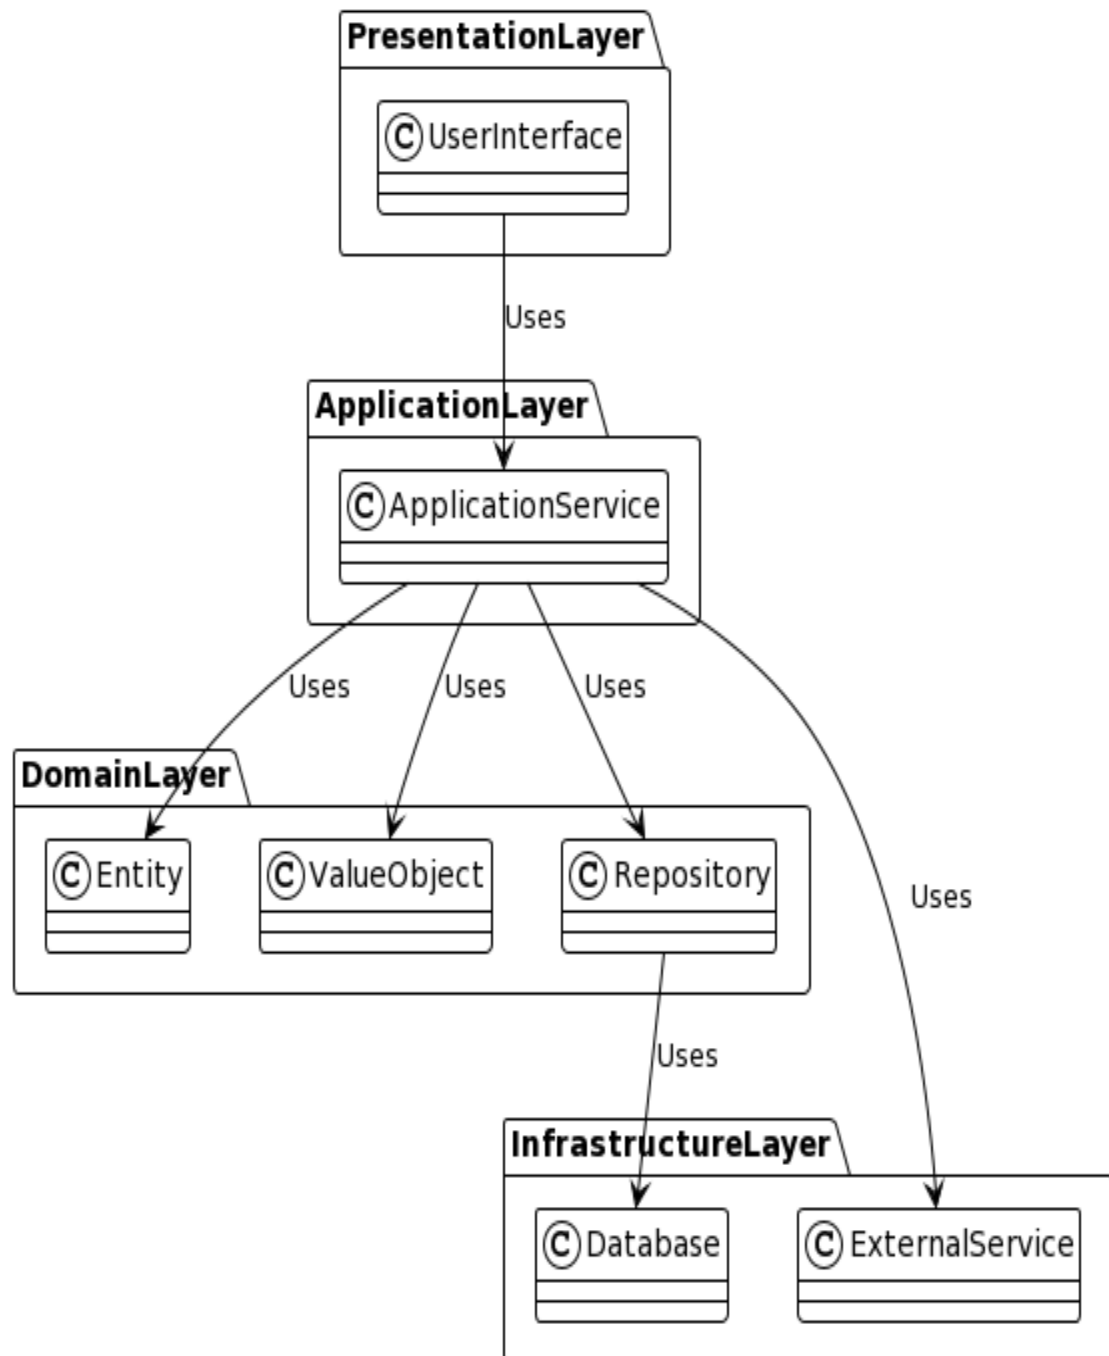 PresentationLayer
C UserInterface
Uses
ApplicationLayer
C ApplicationService
Uses Uses Uses
DomainLayer
C Entity C ValueObject C Repository
Uses
Uses
InfrastructureLayer
C Database C ExternalService